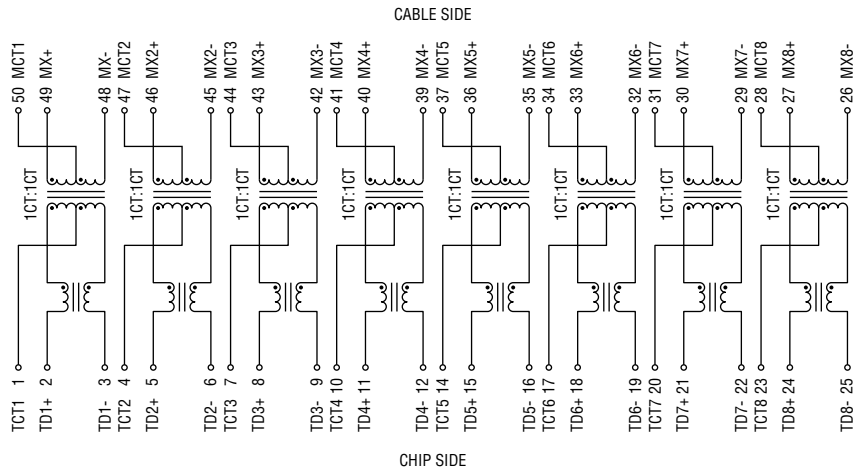 CABLE SIDE
50 MCT1
49 MX+
48 MX-
47 MCT2
46 MX2+
45 MX2-
44 MCT3
43 MX3+
42 MX3-
41 MCT4
40 MX4+
39 MX4-
37 MCT5
36 MX5+
35 MX5-
34 MCT6
33 MX6+
32 MX6-
31 MCT7
30 MX7+
29 MX7-
28 MCT8
27 MX8+
26 MX8-
1CT:1CT
1CT:1CT
1CT:1CT
1CT:1CT
1CT:1CT
1CT:1CT
1CT:1CT
1CT:1CT
TCT1 1
TD1+ 2
TD1- 3
TCT2 4
TD2+ 5
TD2- 6
TCT3 7
TD3+ 8
TD3- 9
TCT4 10
TD4+ 11
TD4- 12
TCT5 14
TD5+ 15
TD5- 16
TCT6 17
TD6+ 18
TD6- 19
TCT7 20
TD7+ 21
TD7- 22
TCT8 23
TD8+ 24
TD8- 25
CHIP SIDE